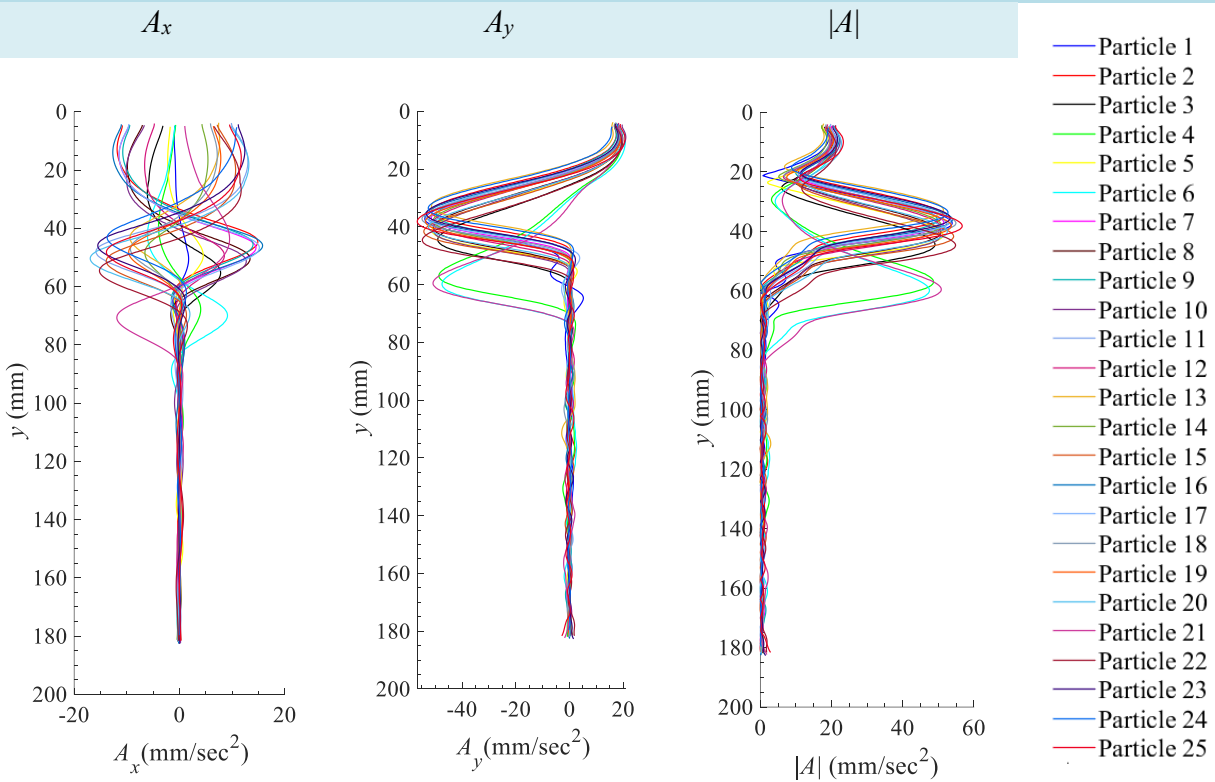 Aₓ
A_y
|A|
0
20
40
60
80
100
120
140
160
180
200
y (mm)
-20
0
20
Aₓ(mm/sec²)
0
20
40
60
80
100
120
140
160
180
200
y (mm)
-40
-20
0
20
A_y(mm/sec²)
0
20
40
60
80
100
120
140
160
180
200
y (mm)
0
20
40
60
|A| (mm/sec²)
Particle 1
Particle 2
Particle 3
Particle 4
Particle 5
Particle 6
Particle 7
Particle 8
Particle 9
Particle 10
Particle 11
Particle 12
Particle 13
Particle 14
Particle 15
Particle 16
Particle 17
Particle 18
Particle 19
Particle 20
Particle 21
Particle 22
Particle 23
Particle 24
Particle 25